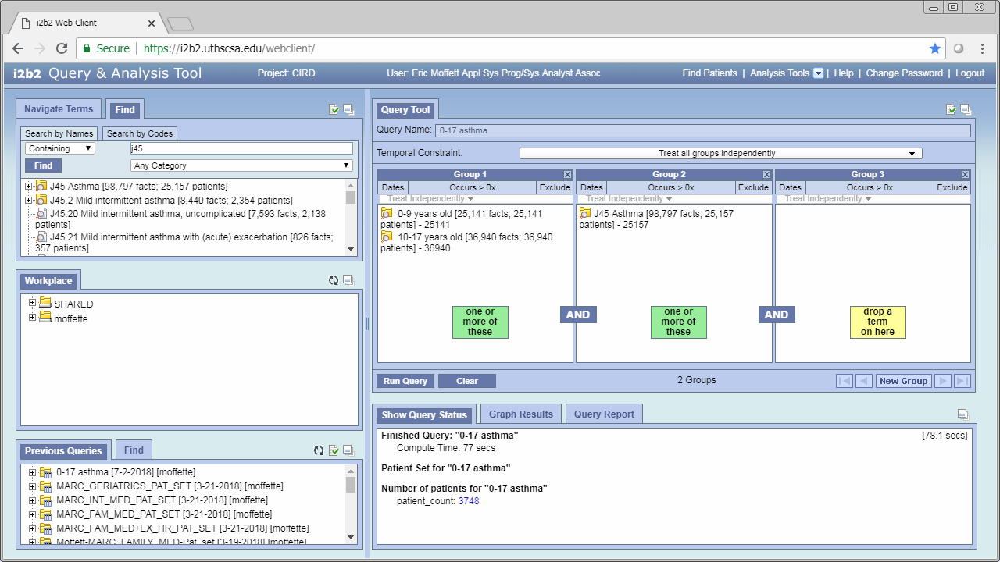 i2b2 Web Client
Secure
https://i2b2.uthscsa.edu/webclient/
i2b2 Query & Analysis Tool
Project: CIRD
User: Eric Moffett Appl Sys Prog/Sys Analyst Assoc
Find Patients | Analysis Tools | Help | Change Password | Logout
Navigate Terms
Find
Search by Names
Search by Codes
Containing
j45
Find
Any Category
J45 Asthma [98,797 facts; 25,157 patients]
J45.2 Mild intermittent asthma [8,440 facts; 2,354 patients]
J45.20 Mild intermittent asthma, uncomplicated [7,593 facts; 2,138
patients]
J45.21 Mild intermittent asthma with (acute) exacerbation [826 facts;
357 patients]
Workplace
SHARED
moffette
Previous Queries
Find
0-17 asthma [7-2-2018] [moffette]
MARC_GERIATRICS_PAT_SET [3-21-2018] [moffette]
MARC_INT_MED_PAT_SET [3-21-2018] [moffette]
MARC_FAM_MED_PAT_SET [3-21-2018] [moffette]
MARC_FAM_MED+EX_HR_PAT_SET [3-21-2018] [moffette]
Moffett-MARC_FAMILY_MED-Pat_set [3-19-2018] [moffette]
Query Tool
Query Name:
0-17 asthma
Temporal Constraint:
Treat all groups independently
Group 1
Dates
Occurs > 0x
Exclude
Treat Independently
0-9 years old [25,141 facts; 25,141
patients] - 25141
10-17 years old [36,940 facts; 36,940
patients] - 36940
one or
more of
these
AND
Group 2
Dates
Occurs > 0x
Exclude
Treat Independently
J45 Asthma [98,797 facts; 25,157
patients] - 25157
one or
more of
these
AND
Group 3
Dates
Occurs > 0x
Exclude
Treat Independently
drop a
term
on here
Run Query
Clear
2 Groups
New Group
Show Query Status
Graph Results
Query Report
Finished Query: "0-17 asthma"
[78.1 secs]
Compute Time: 77 secs
Patient Set for "0-17 asthma"
Number of patients for "0-17 asthma"
patient_count: 3748